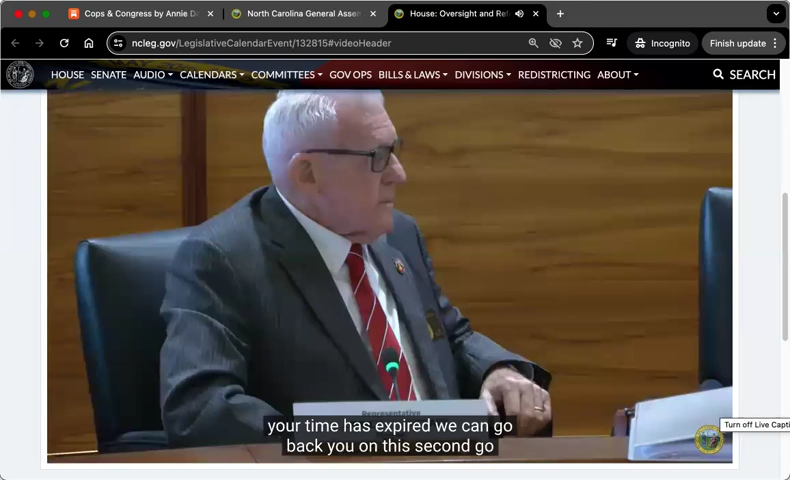 Cops & Congress by Annie D
North Carolina General Assem
House: Oversight and Ref
ncleg.gov/LegislativeCalendarEvent/132815#videoHeader
Incognito
Finish update
HOUSE SENATE AUDIO CALENDARS COMMITTEES GOV OPS BILLS & LAWS DIVISIONS REDISTRICTING ABOUT SEARCH
Representative
your time has expired we can go
back you on this second go
Turn off Live Capti